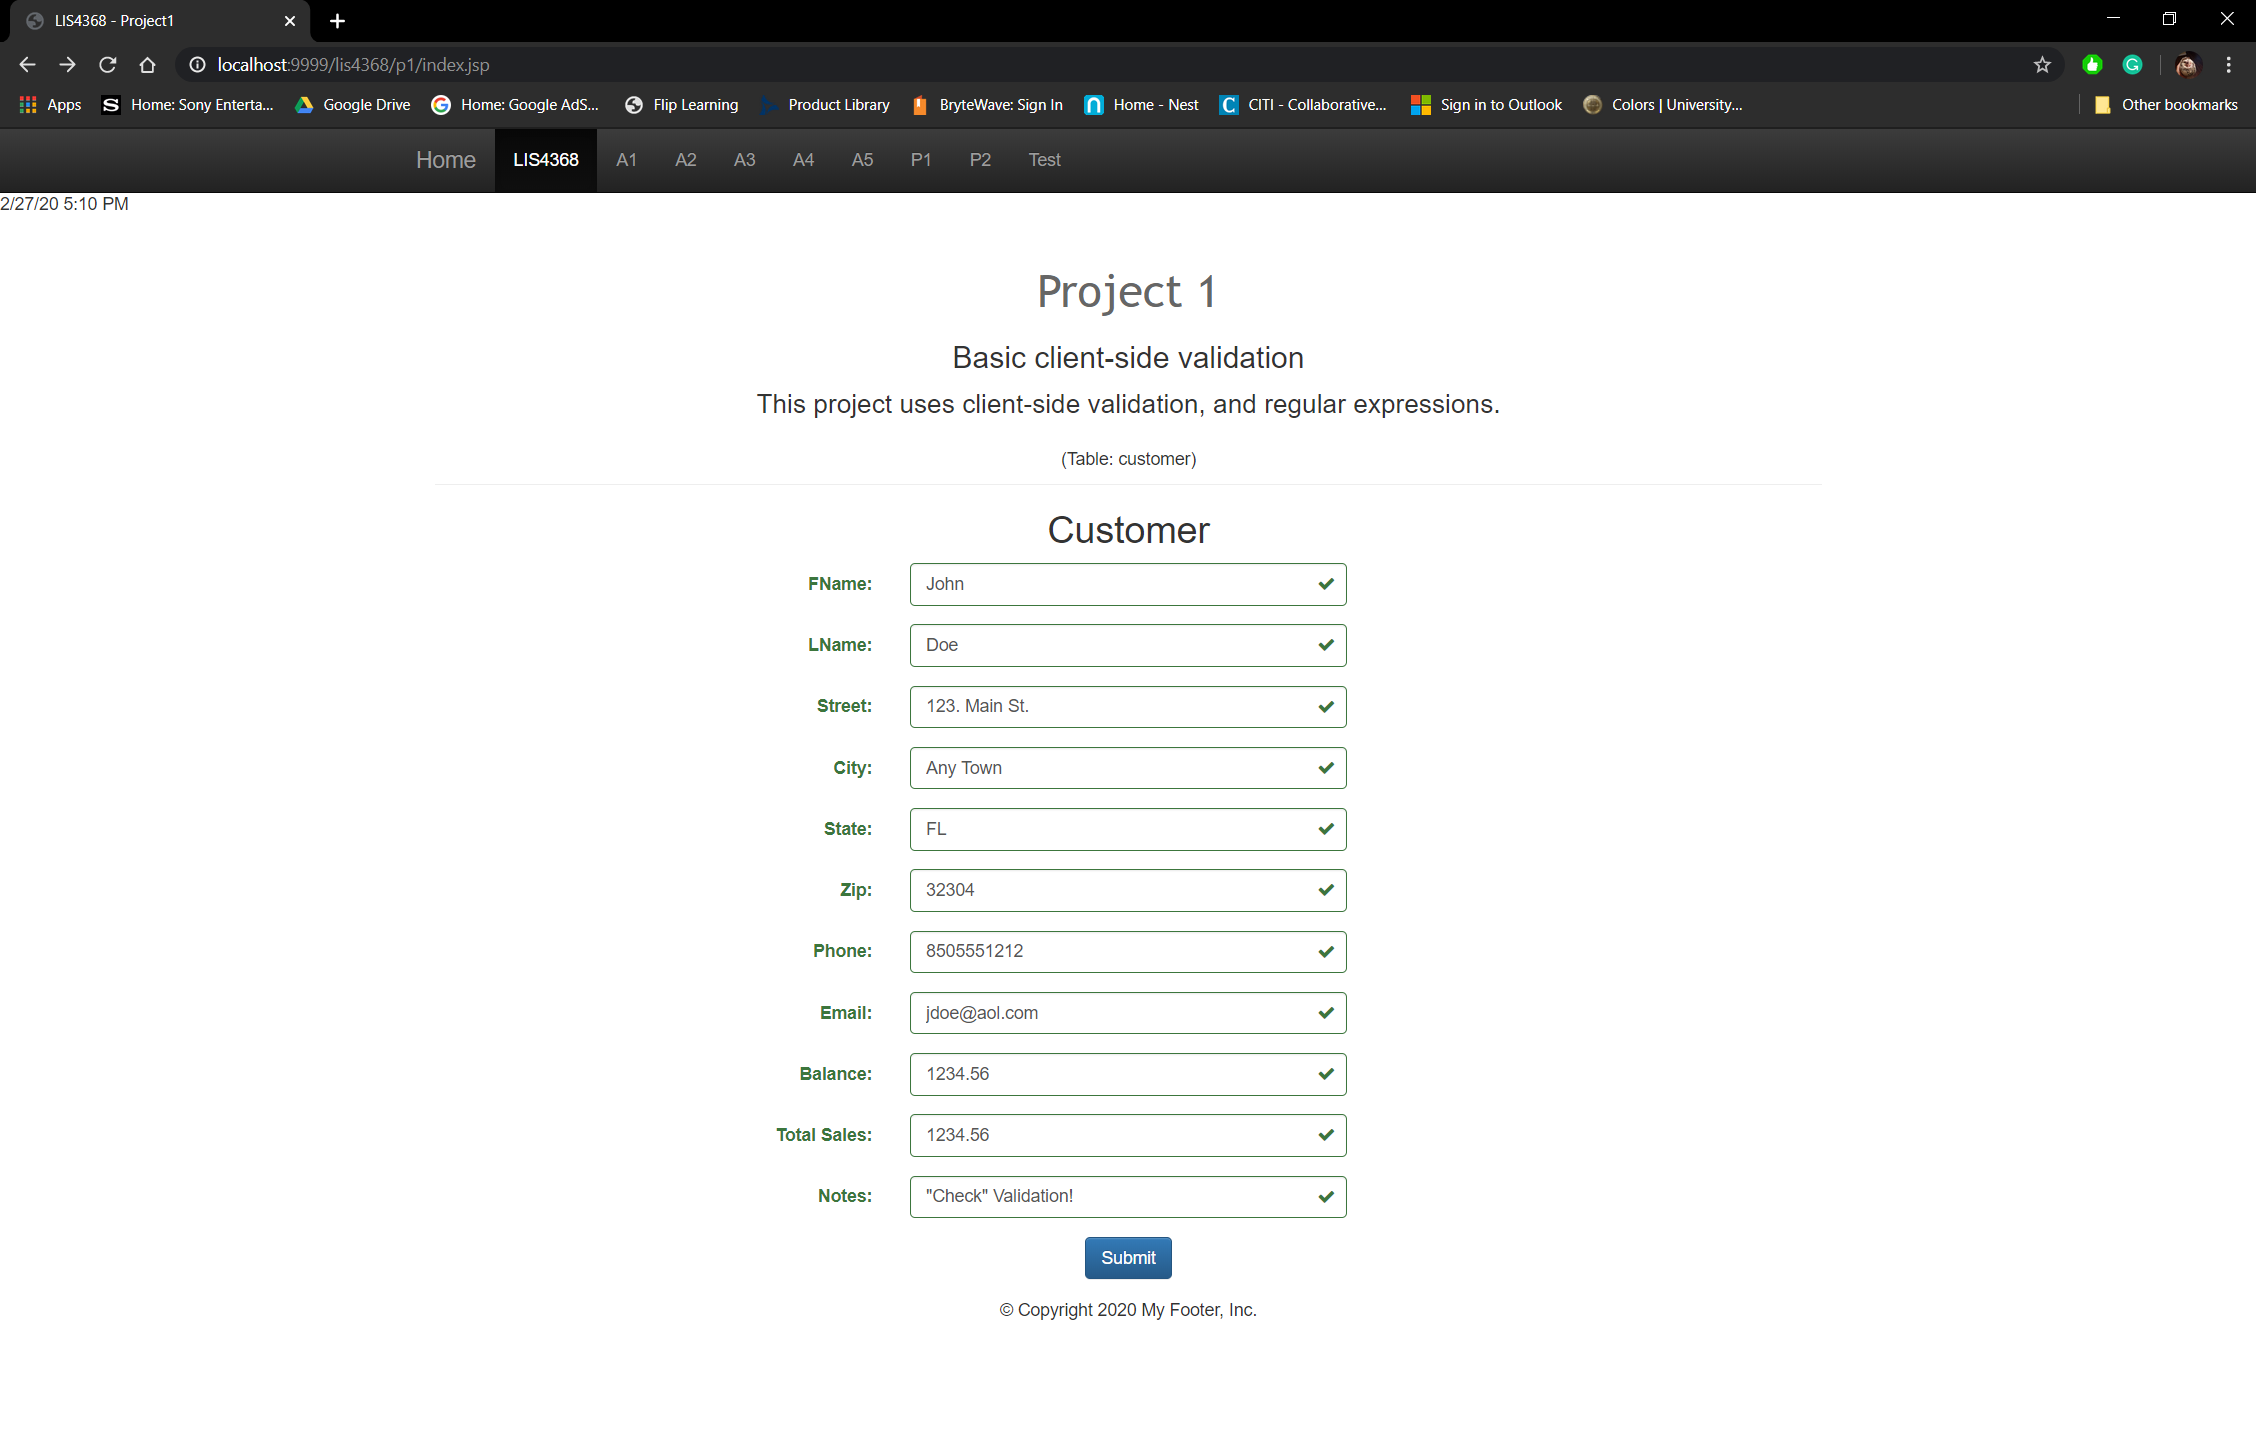 LIS4368 - Project1
localhost:9999/lis4368/p1/index.jsp
Apps Home: Sony Enterta... Google Drive Home: Google AdS... Flip Learning Product Library BryteWave: Sign In Home - Nest CITI - Collaborative... Sign in to Outlook Colors | University... Other bookmarks
Home LIS4368 A1 A2 A3 A4 A5 P1 P2 Test
2/27/20 5:10 PM
Project 1
Basic client-side validation
This project uses client-side validation, and regular expressions.
(Table: customer)
Customer
FName: John
LName: Doe
Street: 123. Main St.
City: Any Town
State: FL
Zip: 32304
Phone: 8505551212
Email: jdoe@aol.com
Balance: 1234.56
Total Sales: 1234.56
Notes: "Check" Validation!
Submit
© Copyright 2020 My Footer, Inc.